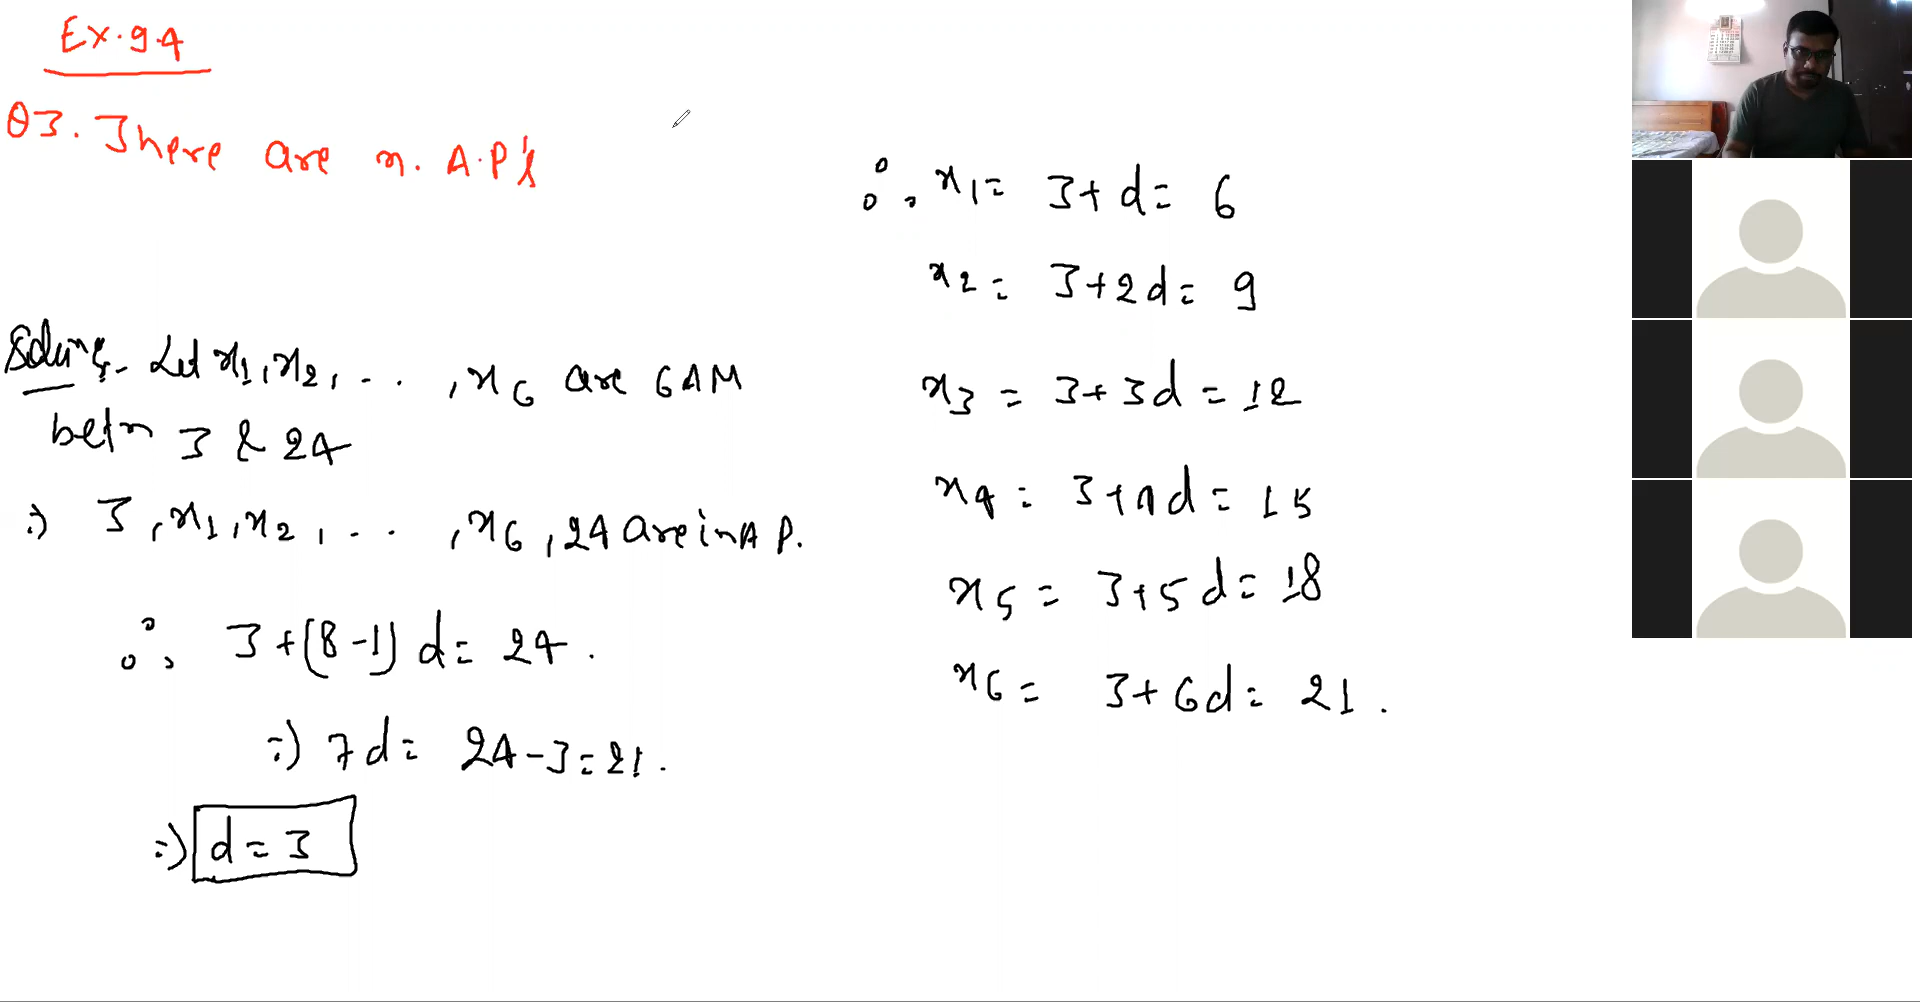 Ex. 9.4
Q3. There are n. A.P's
Soln:- Let x1, x2, ... , x6 are 6 AM
betn 3 & 24
⇒ 3, x1, x2, ... , x6, 24 are in A P.
∴ 3 + (8-1) d = 24.
⇒ 7d = 24 - 3 = 21.
⇒ d = 3
∴ x1 = 3 + d = 6
x2 = 3 + 2d = 9
x3 = 3 + 3d = 12
x4 = 3 + 4d = 15
x5 = 3 + 5d = 18
x6 = 3 + 6d = 21.